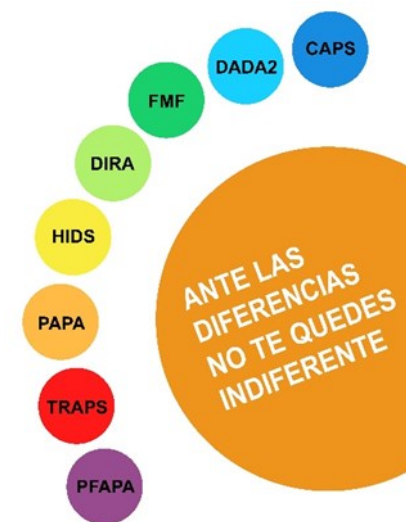 CAPS
DADA2
FMF
DIRA
HIDS
PAPA
TRAPS
PFAPA
ANTE LAS
DIFERENCIAS
NO TE QUEDES
INDIFERENTE